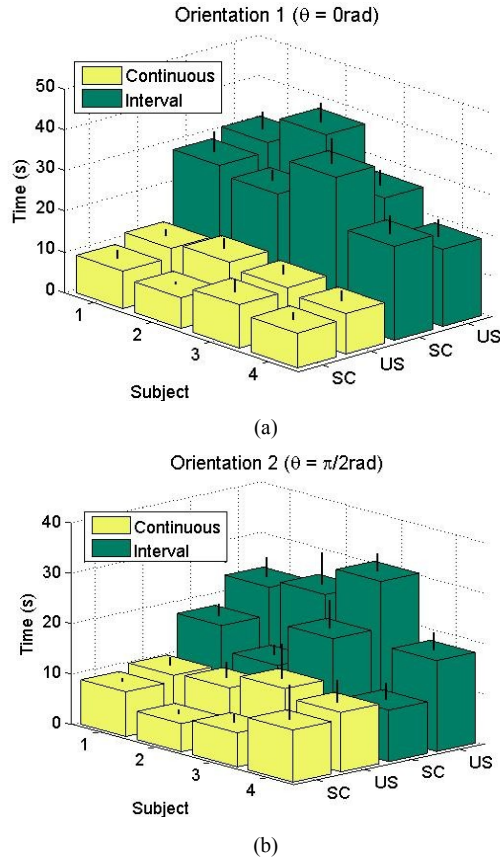 Orientation 1 (θ = 0rad)
Continuous
Interval
Time (s)
50
40
30
20
10
0
1
2
3
4
Subject
SC
US
SC
US
(a)
Orientation 2 (θ = π/2rad)
Continuous
Interval
Time (s)
40
30
20
10
0
1
2
3
4
Subject
SC
US
SC
US
(b)